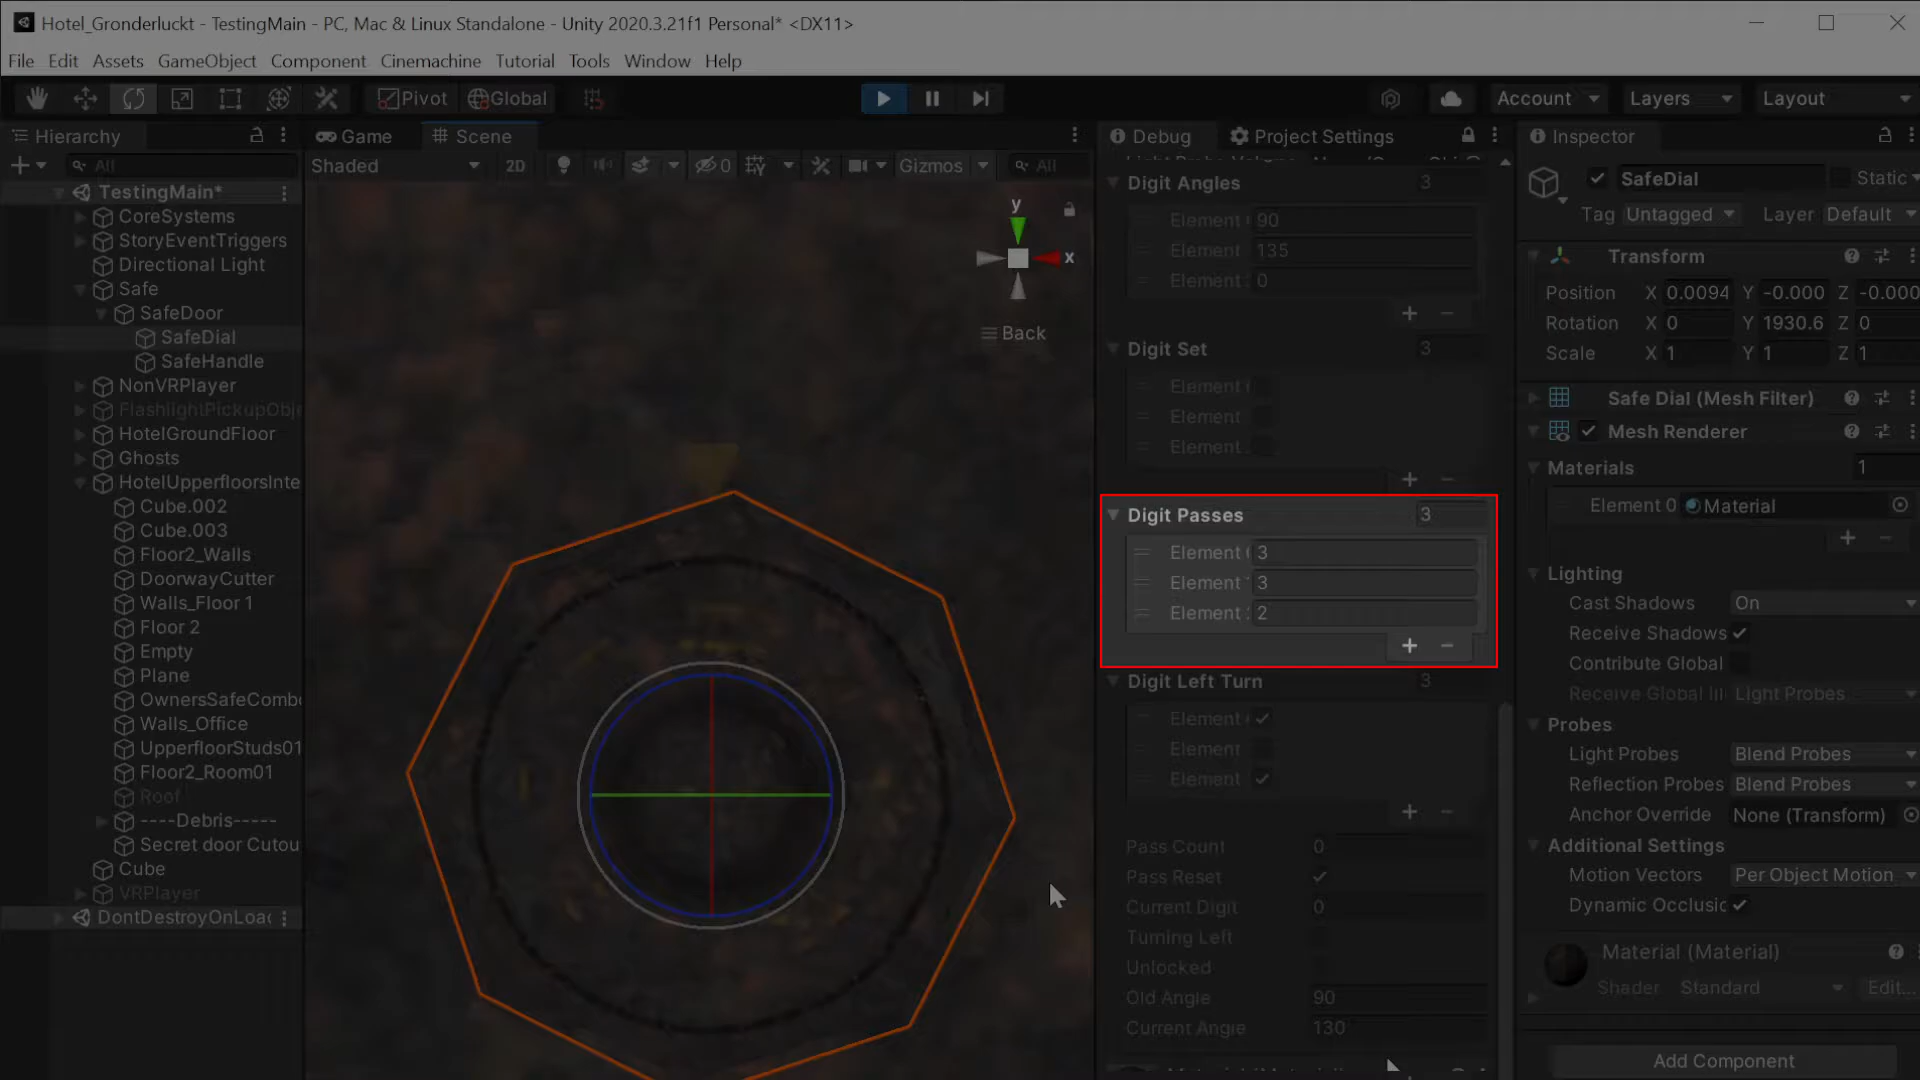 Hotel_Gronderluckt - TestingMain - PC, Mac & Linux Standalone - Unity 2020.3.21f1 Personal* <DX11>
File Edit Assets GameObject Component Cinemachine Tutorial Tools Window Help
Pivot Global Account Layers Layout
Hierarchy Game Scene Debug Project Settings Inspector
All Shaded 2D 0 Gizmos All
TestingMain*
CoreSystems
StoryEventTriggers
Directional Light
Safe
SafeDoor
SafeDial
SafeHandle
NonVRPlayer
FlashlightPickupObj
HotelGroundFloor
Ghosts
HotelUpperfloorsInte
Cube.002
Cube.003
Floor2_Walls
DoorwayCutter
Walls_Floor 1
Floor 2
Empty
Plane
OwnersSafeComb
Walls_Office
UpperfloorStuds01
Floor2_Room01
Roof
----Debris-----
Secret door Cutou
Cube
VRPlayer
DontDestroyOnLoad
y
x
Back
Digit Angles 3
Element 90
Element 135
Element 0
Digit Set 3
Element
Element
Element
Digit Passes 3
Element 3
Element 3
Element 2
Digit Left Turn 3
Element
Element
Element
Pass Count 0
Pass Reset
Current Digit 0
Turning Left
Unlocked
Old Angle 90
Current Angle 130
SafeDial Static
Tag Untagged Layer Default
Transform
Position X 0.0094 Y -0.000 Z -0.000
Rotation X 0 Y 1930.6 Z 0
Scale X 1 Y 1 Z 1
Safe Dial (Mesh Filter)
Mesh Renderer
Materials 1
Element 0 Material
Lighting
Cast Shadows On
Receive Shadows
Contribute Global
Receive Global Ill Light Probes
Probes
Light Probes Blend Probes
Reflection Probes Blend Probes
Anchor Override None (Transform)
Additional Settings
Motion Vectors Per Object Motion
Dynamic Occlusic
Material (Material)
Shader Standard Edit...
Add Component